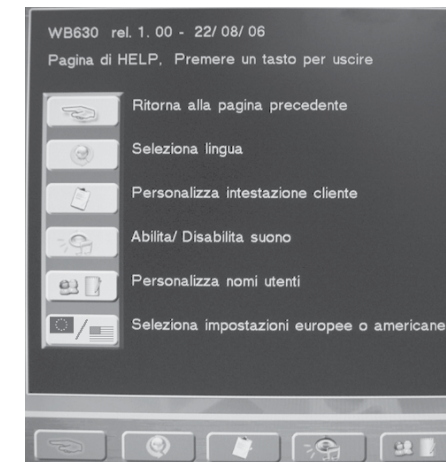 WB630 rel. 1. 00 - 22/ 08/ 06
Pagina di HELP, Premere un tasto per uscire
Ritorna alla pagina precedente
Seleziona lingua
Personalizza intestazione cliente
Abilita/ Disabilita suono
Personalizza nomi utenti
Seleziona impostazioni europee o americane